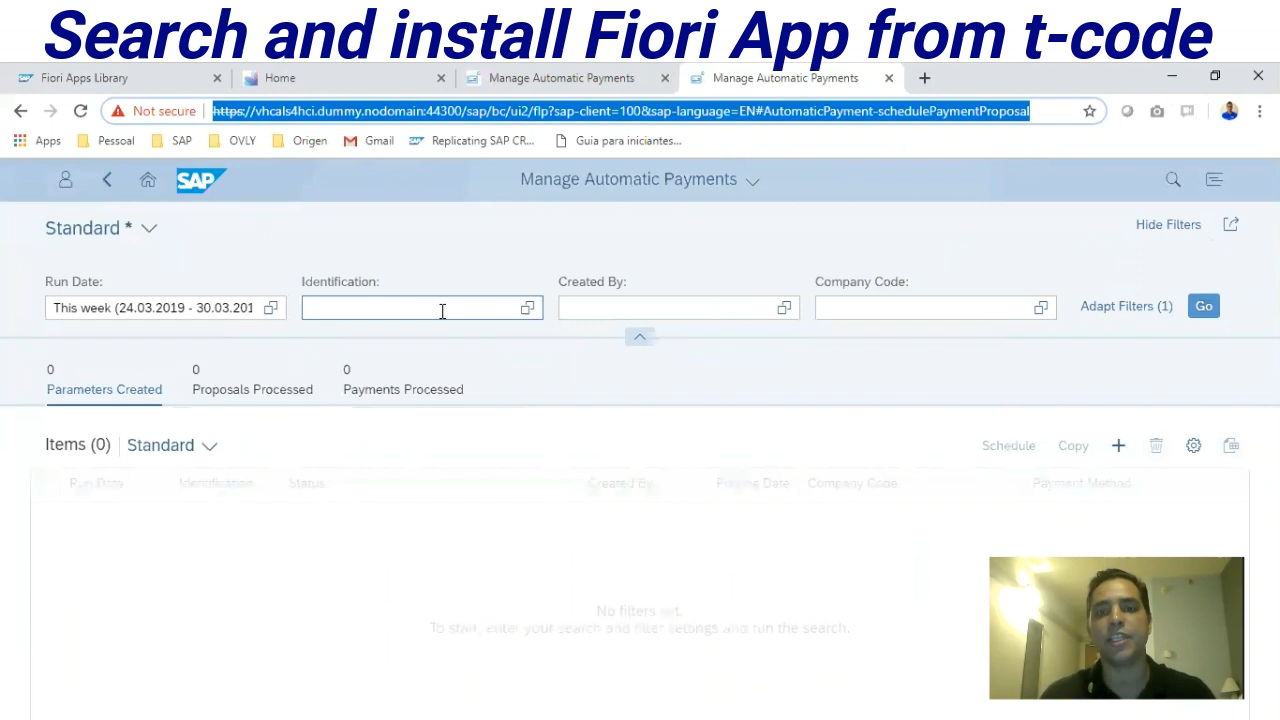 Search and install Fiori App from t-code
Fiori Apps Library
Home
Manage Automatic Payments
Manage Automatic Payments
Not secure
https://vhcals4hci.dummy.nodomain:44300/sap/bc/ui2/flp?sap-client=100&sap-language=EN#AutomaticPayment-schedulePaymentProposal
Apps
Pessoal
SAP
OVLY
Origen
Gmail
Replicating SAP CR...
Guia para iniciantes...
SAP
Manage Automatic Payments
Standard *
Hide Filters
Run Date:
Identification:
Created By:
Company Code:
This week (24.03.2019 - 30.03.201
Adapt Filters (1)
Go
0
0
0
Parameters Created
Proposals Processed
Payments Processed
Items (0)
Standard
Schedule
Copy
Run Date
Identification
Status
Created By
Posting Date
Company Code
Payment Method
No filters set.
To start, enter your search and filter settings and run the search.